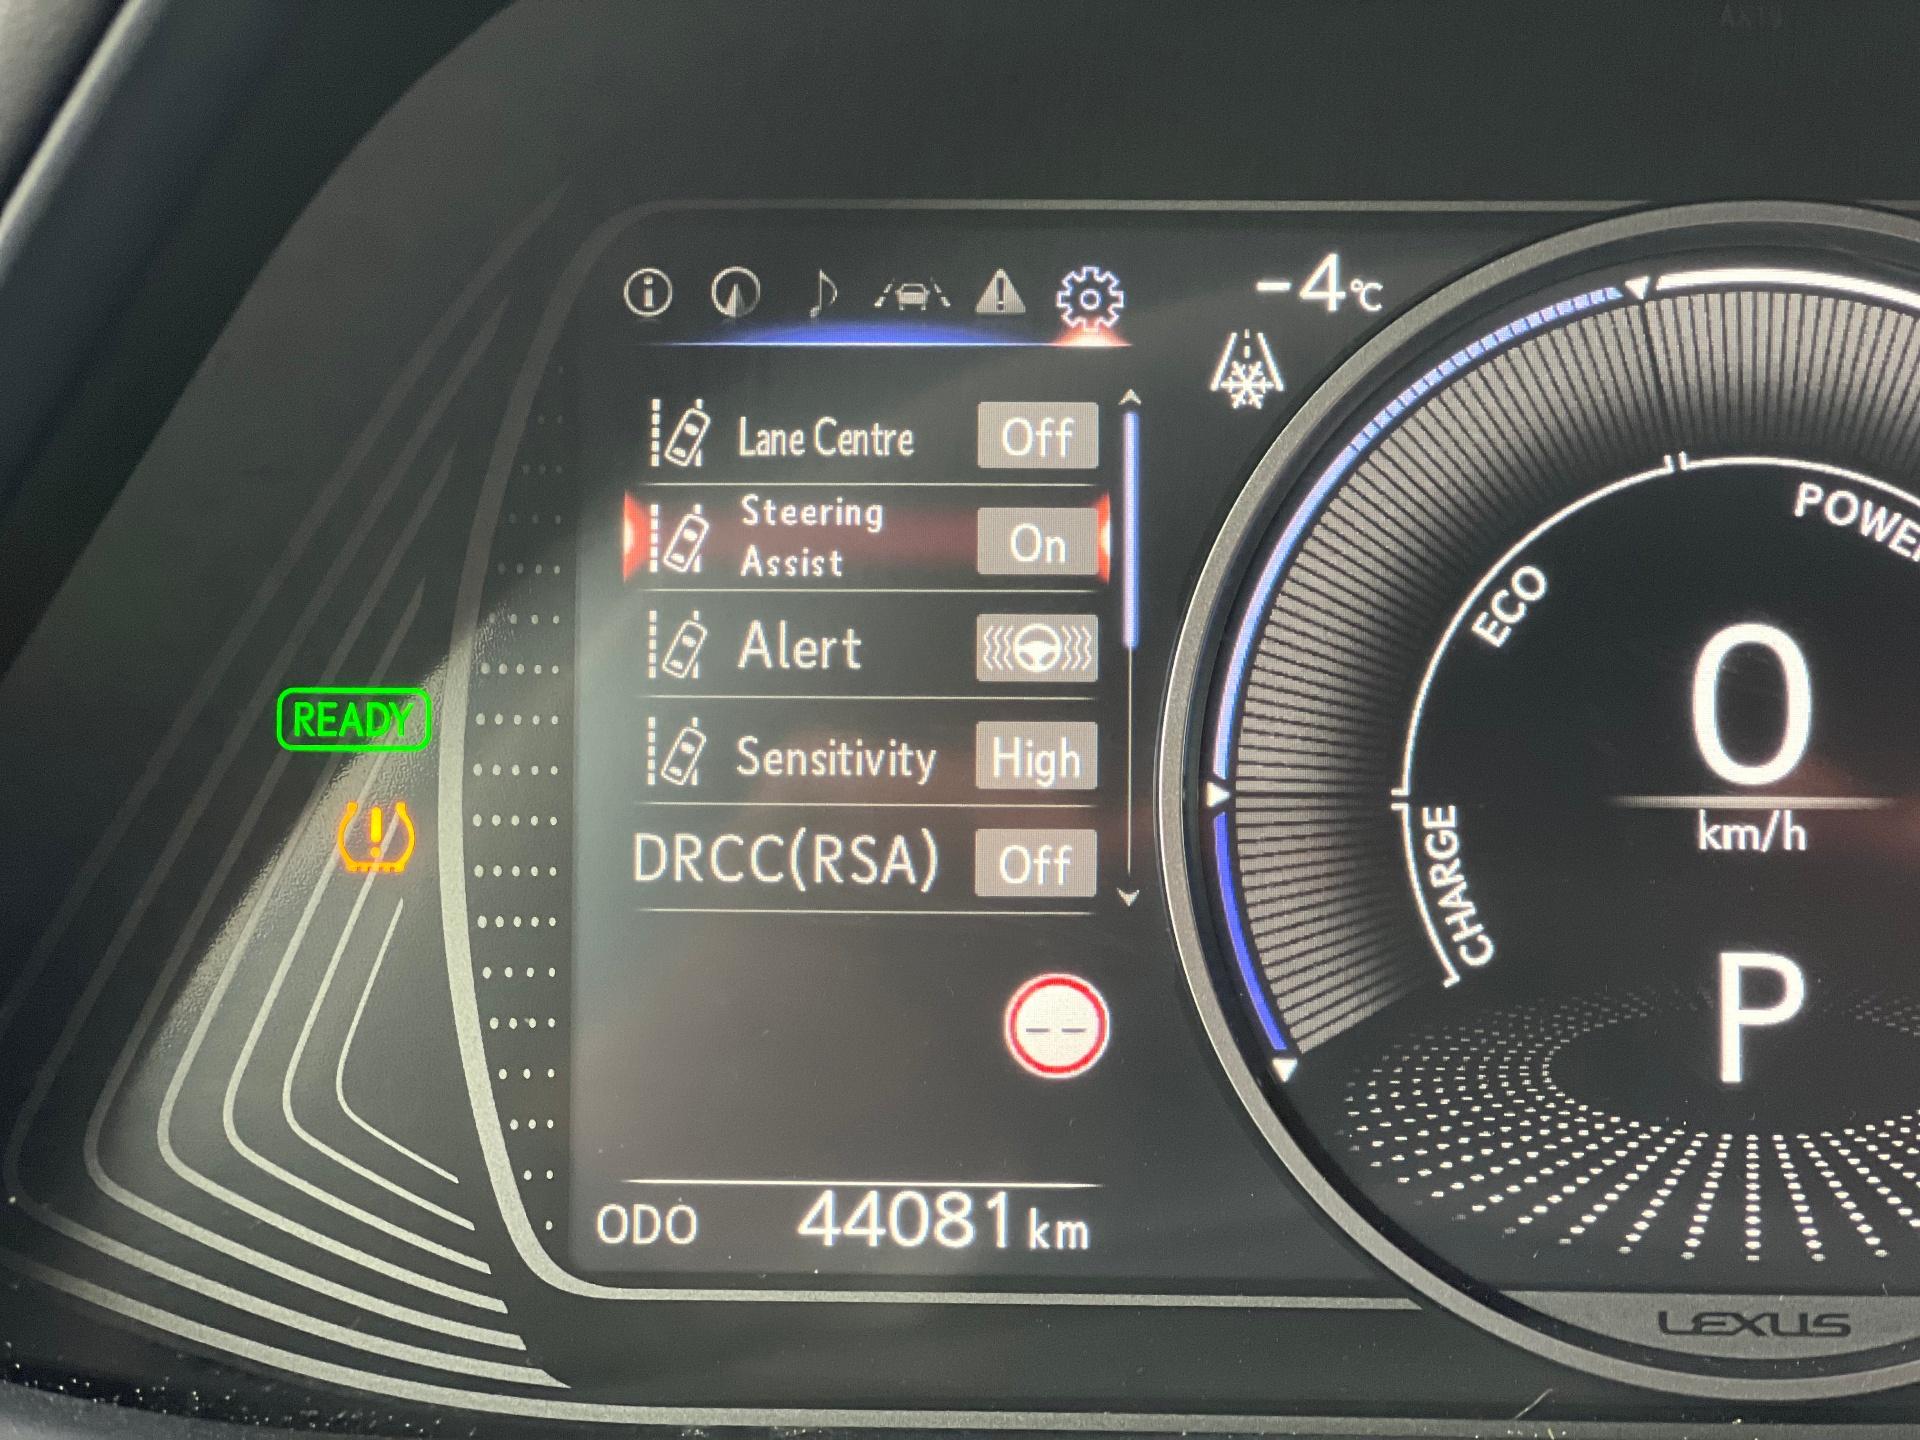 -4°C
Lane Centre Off
Steering
Assist
On
Alert
Sensitivity High
DRCC(RSA) Off
READY
--
ODO 44081 km
CHARGE
ECO
POWER
0
km/h
P
LEXUS